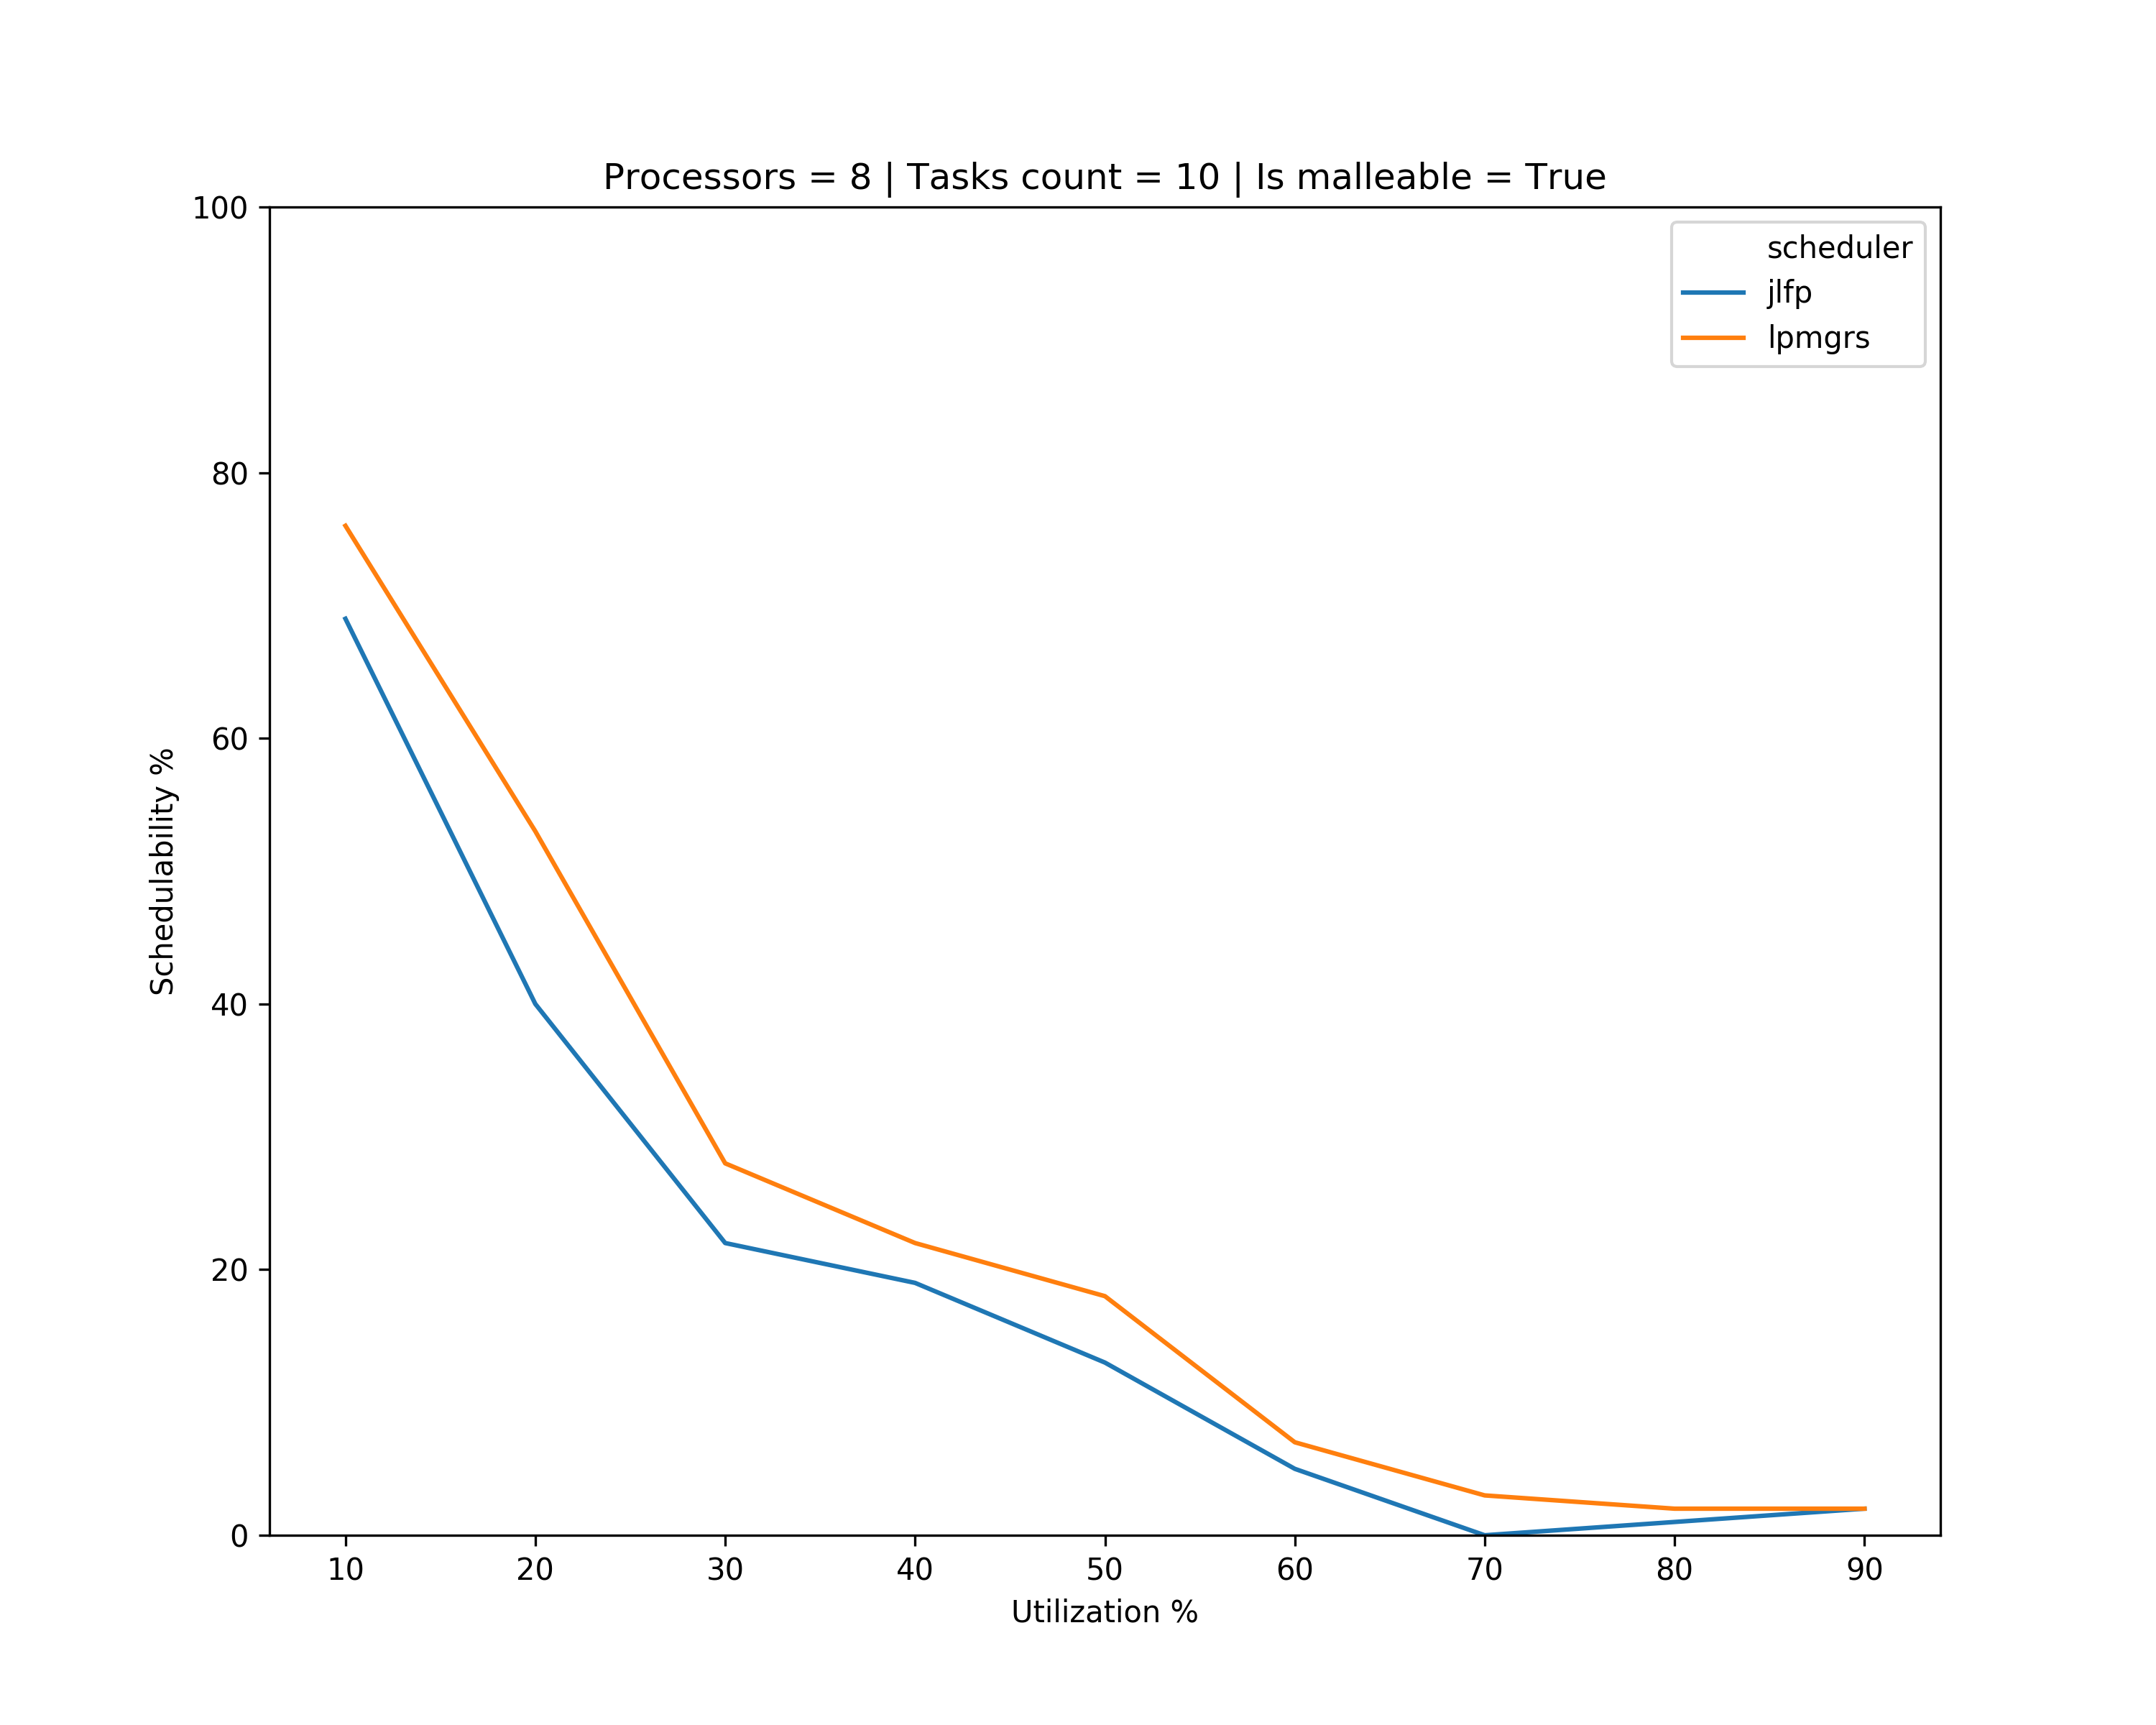 Processors = 8 | Tasks count = 10 | Is malleable = True
100
80
60
40
20
0
Schedulability %
scheduler
jlfp
lpmgrs
10 20 30 40 50 60 70 80 90
Utilization %